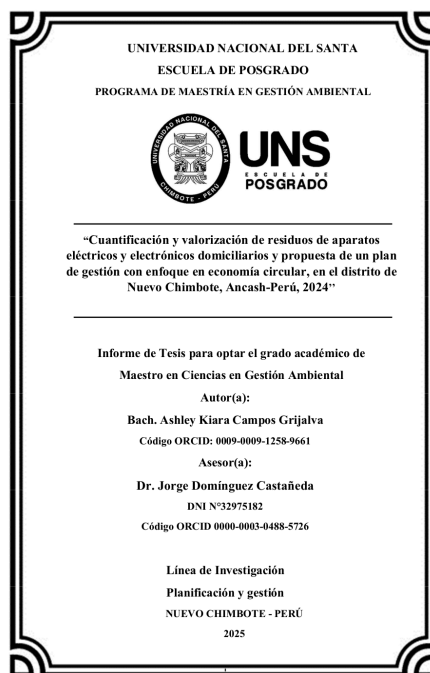 UNIVERSIDAD NACIONAL DEL SANTA
ESCUELA DE POSGRADO
PROGRAMA DE MAESTRÍA EN GESTIÓN AMBIENTAL
UNIVERSIDAD NACIONAL DEL SANTA
CHIMBOTE - PERU
UNS
ESCUELA DE
POSGRADO
“Cuantificación y valorización de residuos de aparatos
eléctricos y electrónicos domiciliarios y propuesta de un plan
de gestión con enfoque en economía circular, en el distrito de
Nuevo Chimbote, Ancash-Perú, 2024’’
Informe de Tesis para optar el grado académico de
Maestro en Ciencias en Gestión Ambiental
Autor(a):
Bach. Ashley Kiara Campos Grijalva
Código ORCID: 0009-0009-1258-9661
Asesor(a):
Dr. Jorge Domínguez Castañeda
DNI N°32975182
Código ORCID 0000-0003-0488-5726
Línea de Investigación
Planificación y gestión
NUEVO CHIMBOTE - PERÚ
2025